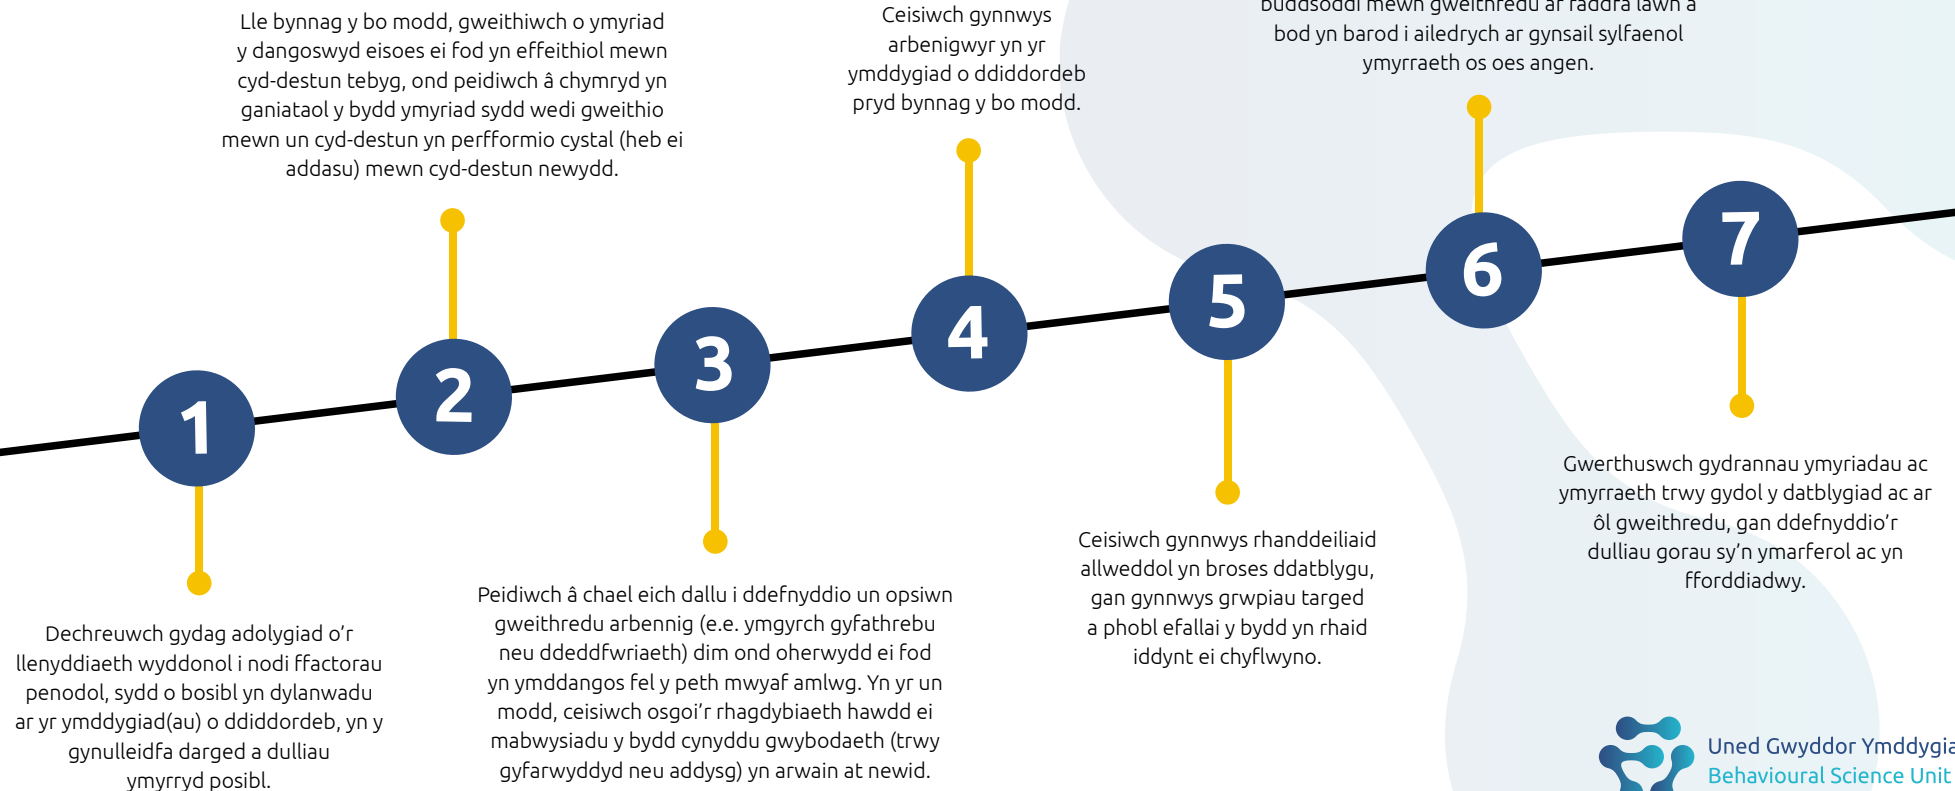 Lle bynnag y bo modd, gweithiwch o ymyriad
y dangoswyd eisoes ei fod yn effeithiol mewn
cyd-destun tebyg, ond peidiwch â chymryd yn
ganiataol y bydd ymyriad sydd wedi gweithio
mewn un cyd-destun yn perfformio cystal (heb ei
addasu) mewn cyd-destun newydd.
Ceisiwch gynnwys
arbenigwyr yn yr
ymddygiad o ddiddordeb
pryd bynnag y bo modd.
buddsoddi mewn gweithredu ar raddfa lawn a
bod yn barod i ailedrych ar gynsail sylfaenol
ymyrraeth os oes angen.
1
2
3
4
5
6
7
Dechreuwch gydag adolygiad o'r
llenyddiaeth wyddonol i nodi ffactorau
penodol, sydd o bosibl yn dylanwadu
ar yr ymddygiad(au) o ddiddordeb, yn y
gynulleidfa darged a dulliau
ymyrryd posibl.
Peidiwch â chael eich dallu i ddefnyddio un opsiwn
gweithredu arbennig (e.e. ymgyrch gyfathrebu
neu ddeddfwriaeth) dim ond oherwydd ei fod
yn ymddangos fel y peth mwyaf amlwg. Yn yr un
modd, ceisiwch osgoi'r rhagdybiaeth hawdd ei
mabwysiadu y bydd cynyddu gwybodaeth (trwy
gyfarwyddyd neu addysg) yn arwain at newid.
Ceisiwch gynnwys rhanddeiliaid
allweddol yn broses ddatblygu,
gan gynnwys grwpiau targed
a phobl efallai y bydd yn rhaid
iddynt ei chyflwyno.
Gwerthuswch gydrannau ymyriadau ac
ymyrraeth trwy gydol y datblygiad ac ar
ôl gweithredu, gan ddefnyddio'r
dulliau gorau sy'n ymarferol ac yn
fforddiadwy.
Uned Gwyddor Ymddygia
Behavioural Science Unit